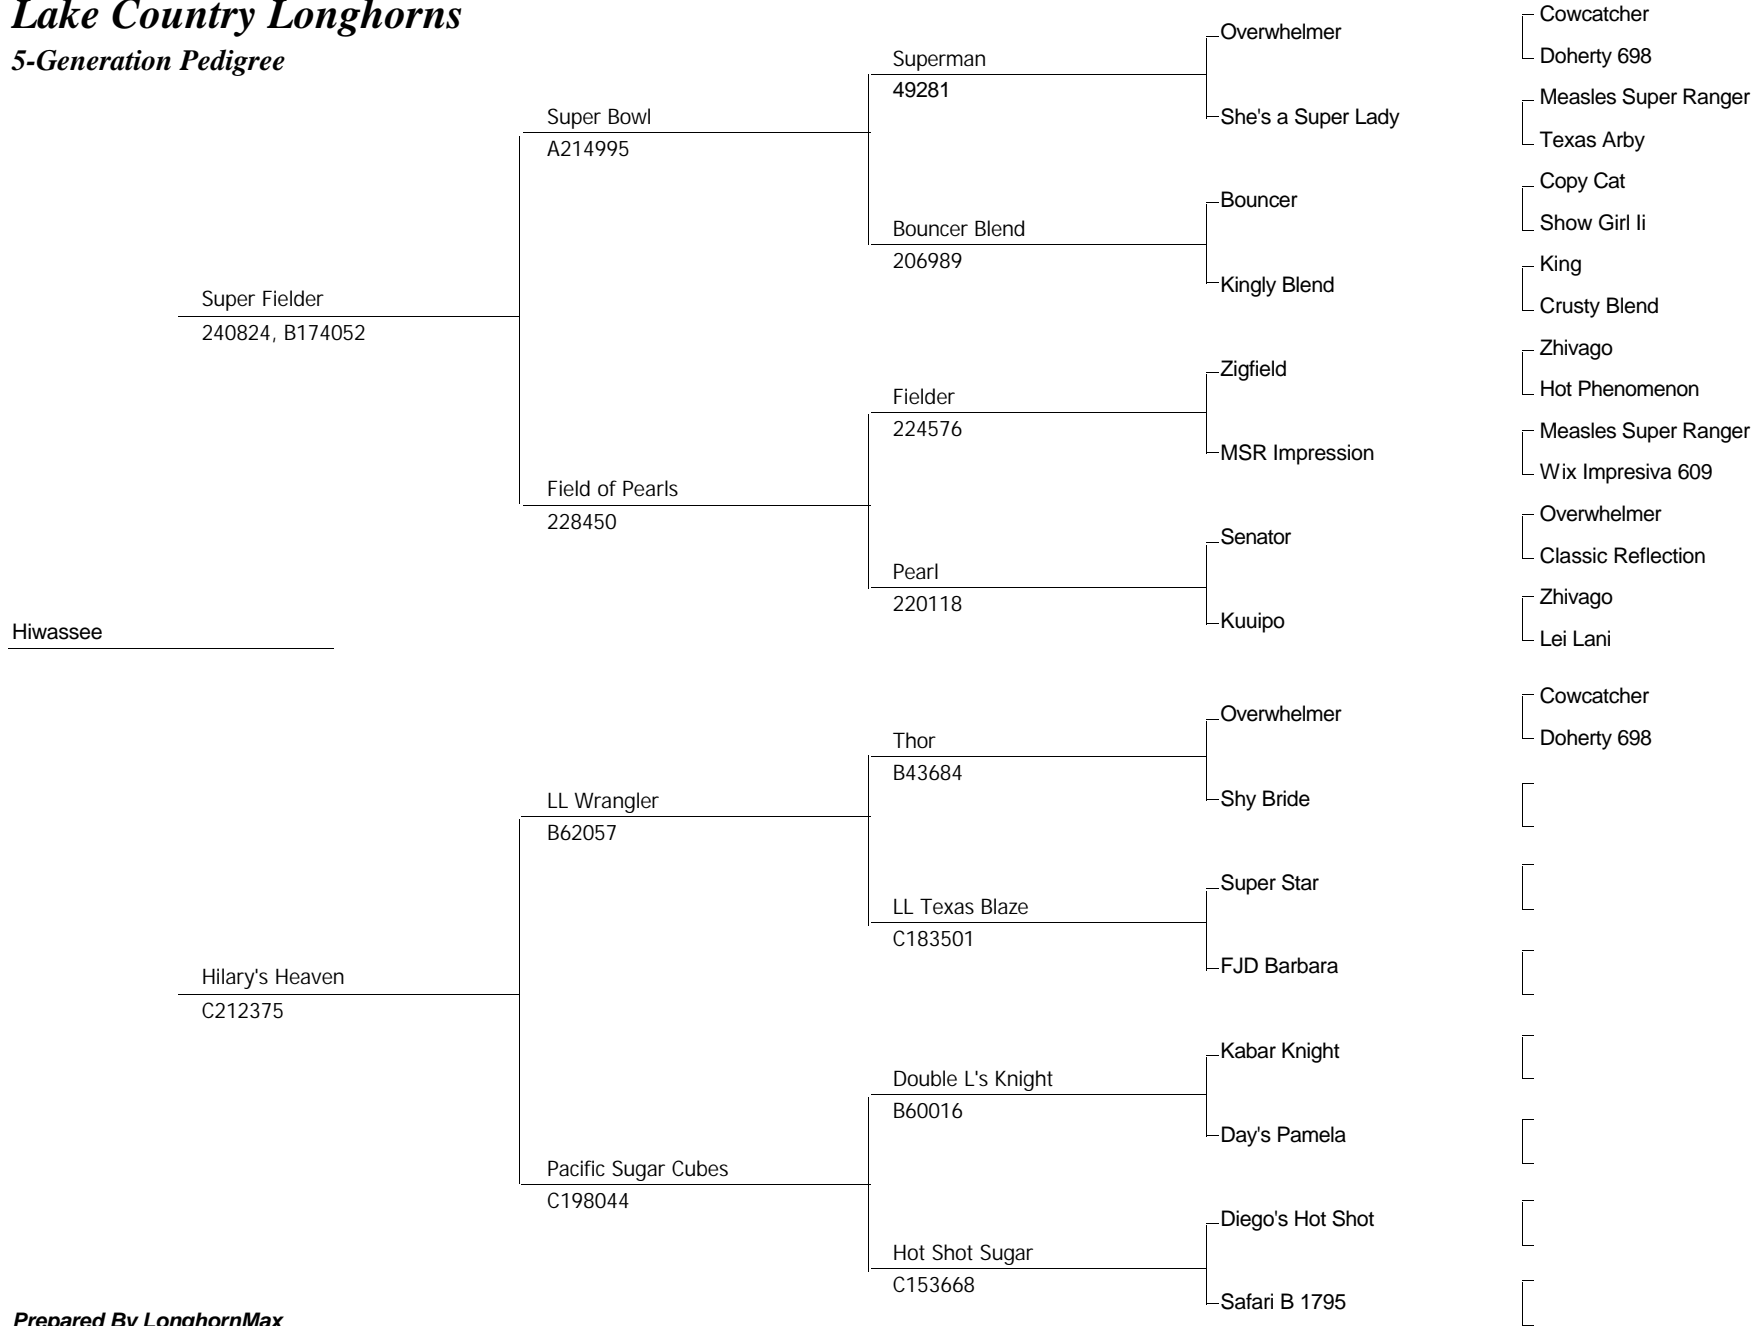 Lake Country Longhorns
5-Generation Pedigree
Hiwassee
Super Fielder
240824, B174052
Hilary's Heaven
C212375
Super Bowl
A214995
Field of Pearls
228450
LL Wrangler
B62057
Pacific Sugar Cubes
C198044
Superman
49281
Bouncer Blend
206989
Fielder
224576
Pearl
220118
Thor
B43684
LL Texas Blaze
C183501
Double L's Knight
B60016
Hot Shot Sugar
C153668
Overwhelmer
She's a Super Lady
Bouncer
Kingly Blend
Zigfield
MSR Impression
Senator
Kuuipo
Overwhelmer
Shy Bride
Super Star
FJD Barbara
Kabar Knight
Day's Pamela
Diego's Hot Shot
Safari B 1795
Cowcatcher
Doherty 698
Measles Super Ranger
Texas Arby
Copy Cat
Show Girl Ii
King
Crusty Blend
Zhivago
Hot Phenomenon
Measles Super Ranger
Wix Impresiva 609
Overwhelmer
Classic Reflection
Zhivago
Lei Lani
Cowcatcher
Doherty 698
Prepared By LonghornMax